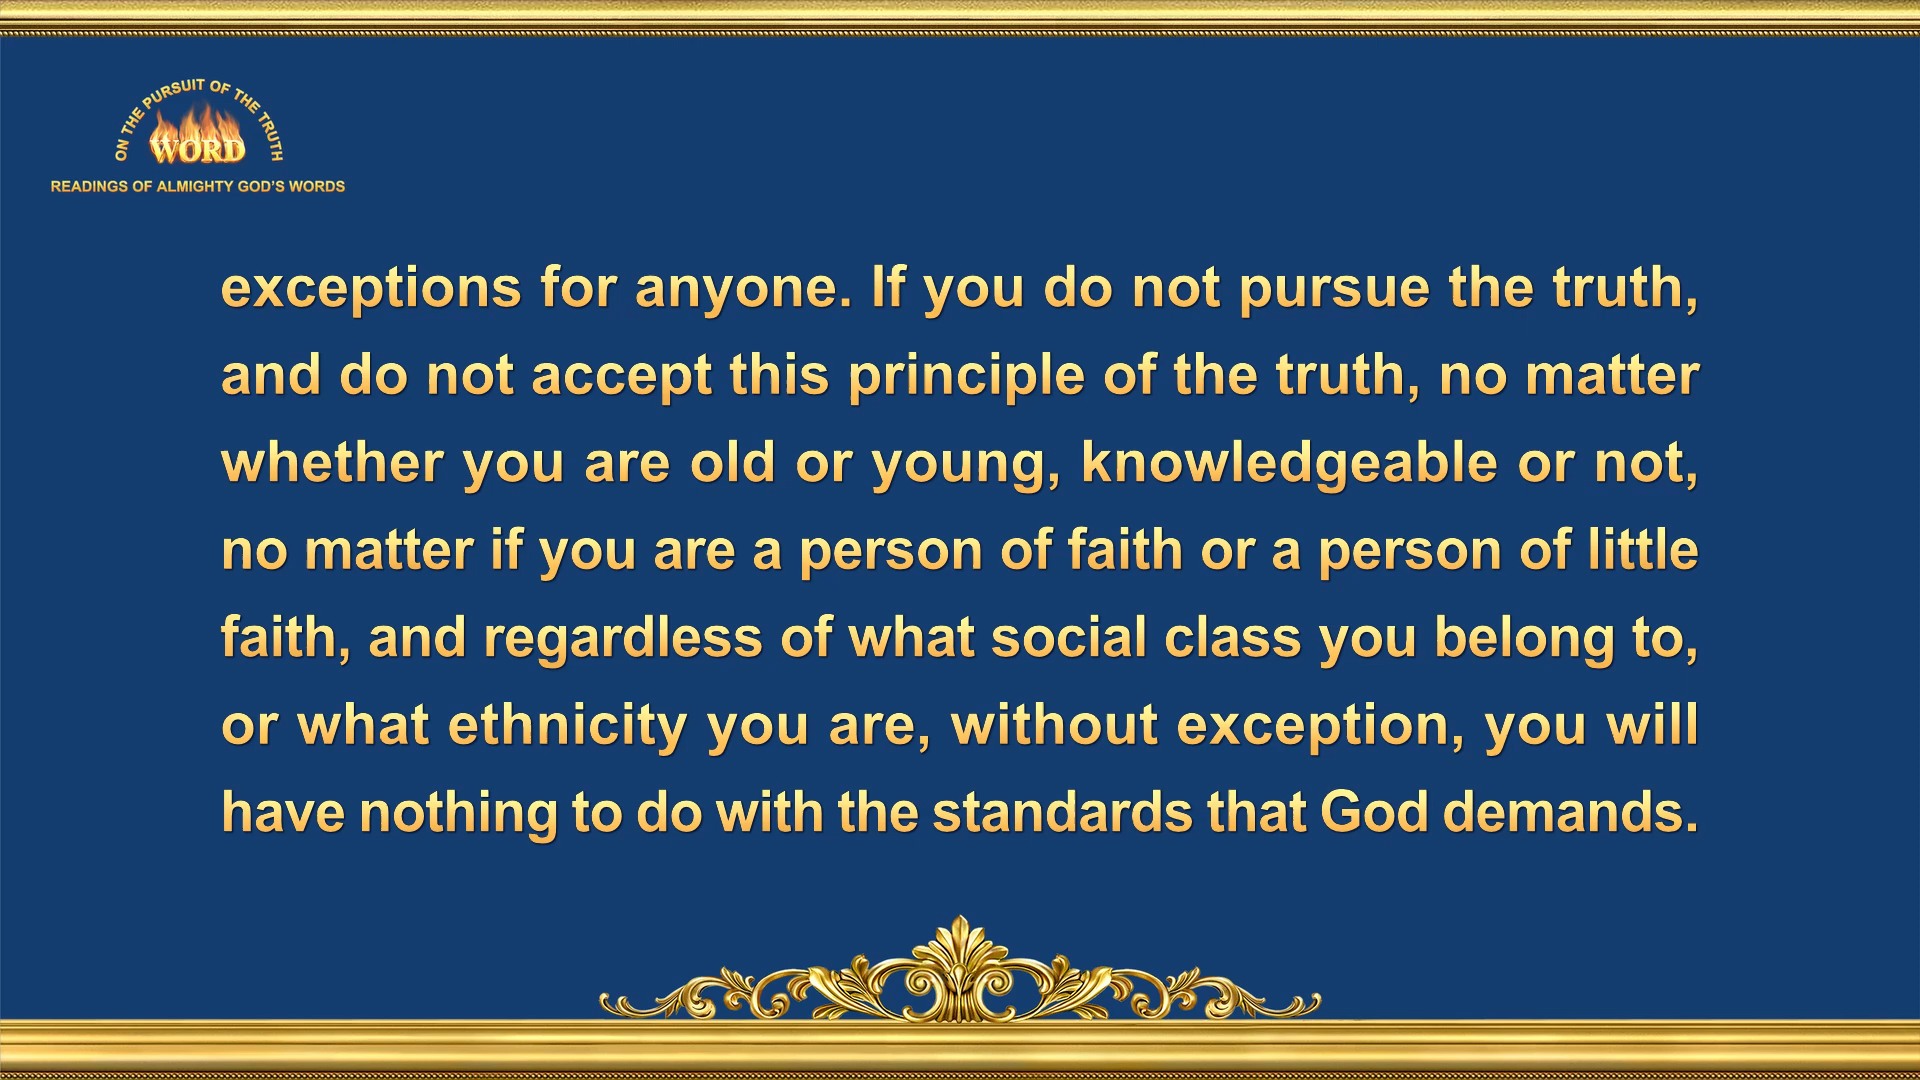 ON THE PURSUIT OF THE TRUTH
WORD
READINGS OF ALMIGHTY GOD'S WORDS
exceptions for anyone. If you do not pursue the truth,
and do not accept this principle of the truth, no matter
whether you are old or young, knowledgeable or not,
no matter if you are a person of faith or a person of little
faith, and regardless of what social class you belong to,
or what ethnicity you are, without exception, you will
have nothing to do with the standards that God demands.